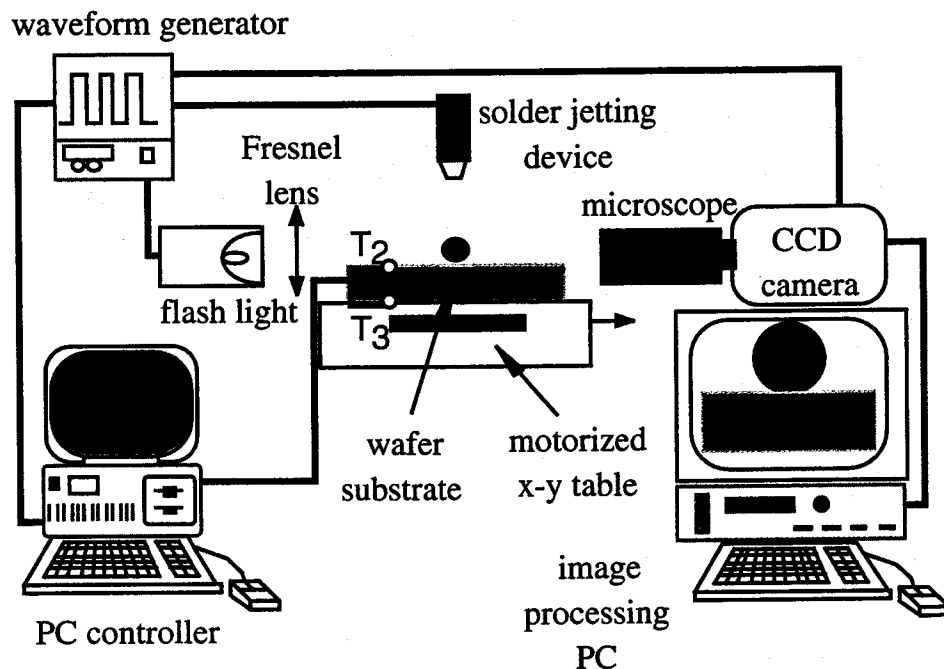 waveform generator
solder jetting
device
Fresnel
lens
microscope
CCD
camera
T2
flash light
T3
wafer
substrate
motorized
x-y table
image
processing
PC
PC controller